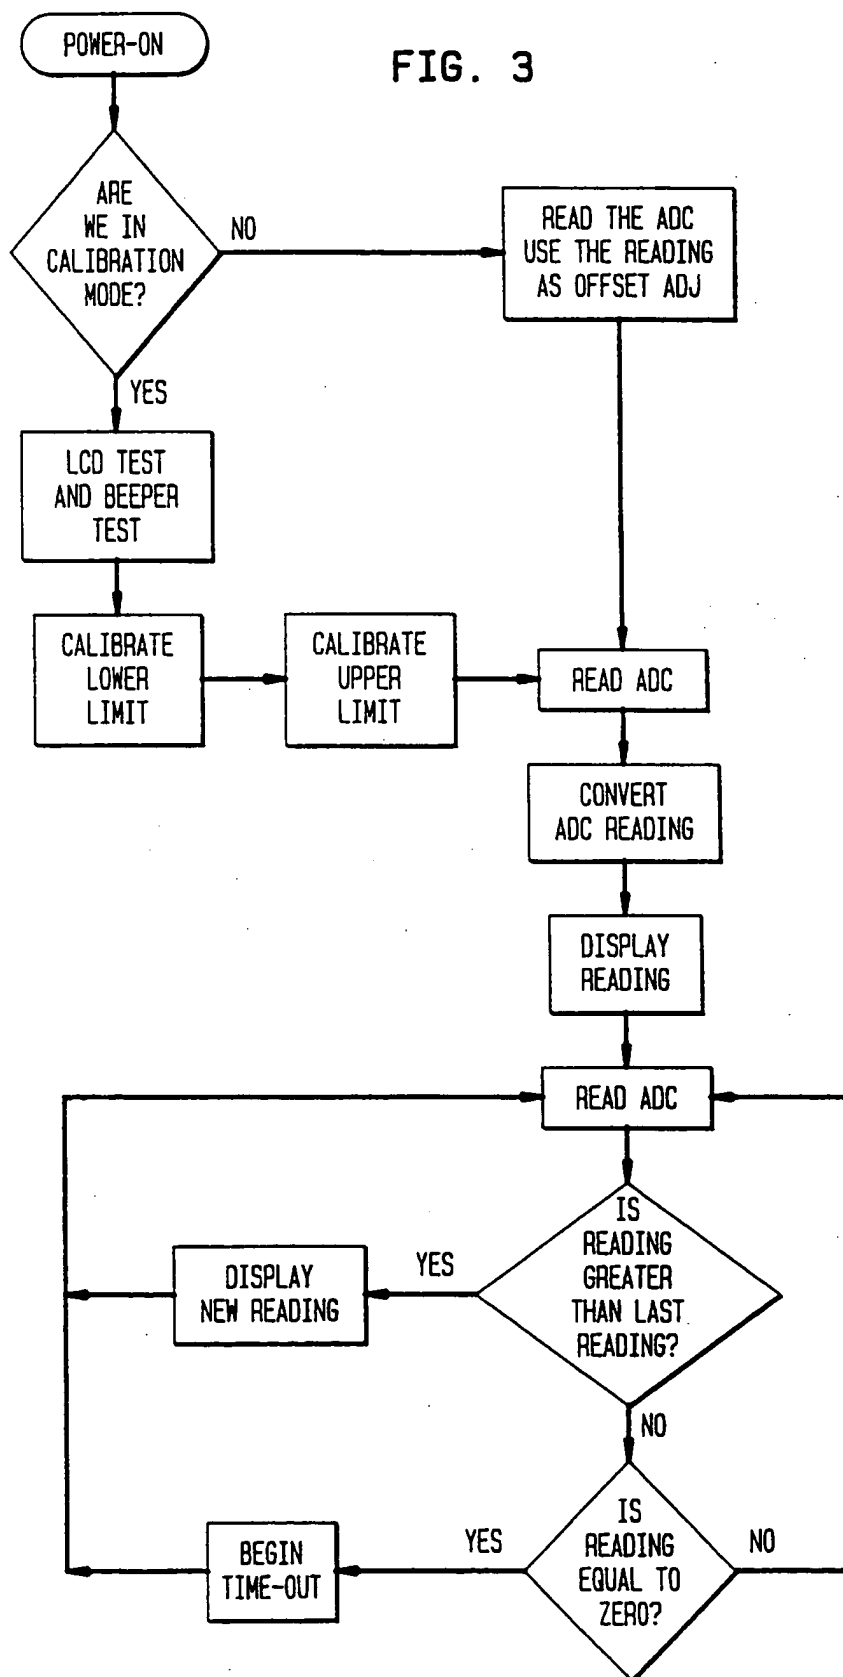 POWER-ON
FIG. 3
ARE
WE IN
CALIBRATION
MODE?
NO
READ THE ADC
USE THE READING
AS OFFSET ADJ
YES
LCD TEST
AND BEEPER
TEST
CALIBRATE
LOWER
LIMIT
CALIBRATE
UPPER
LIMIT
READ ADC
CONVERT
ADC READING
DISPLAY
READING
READ ADC
IS
READING
GREATER
THAN LAST
READING?
YES
DISPLAY
NEW READING
NO
IS
READING
EQUAL TO
ZERO?
YES
NO
BEGIN
TIME-OUT